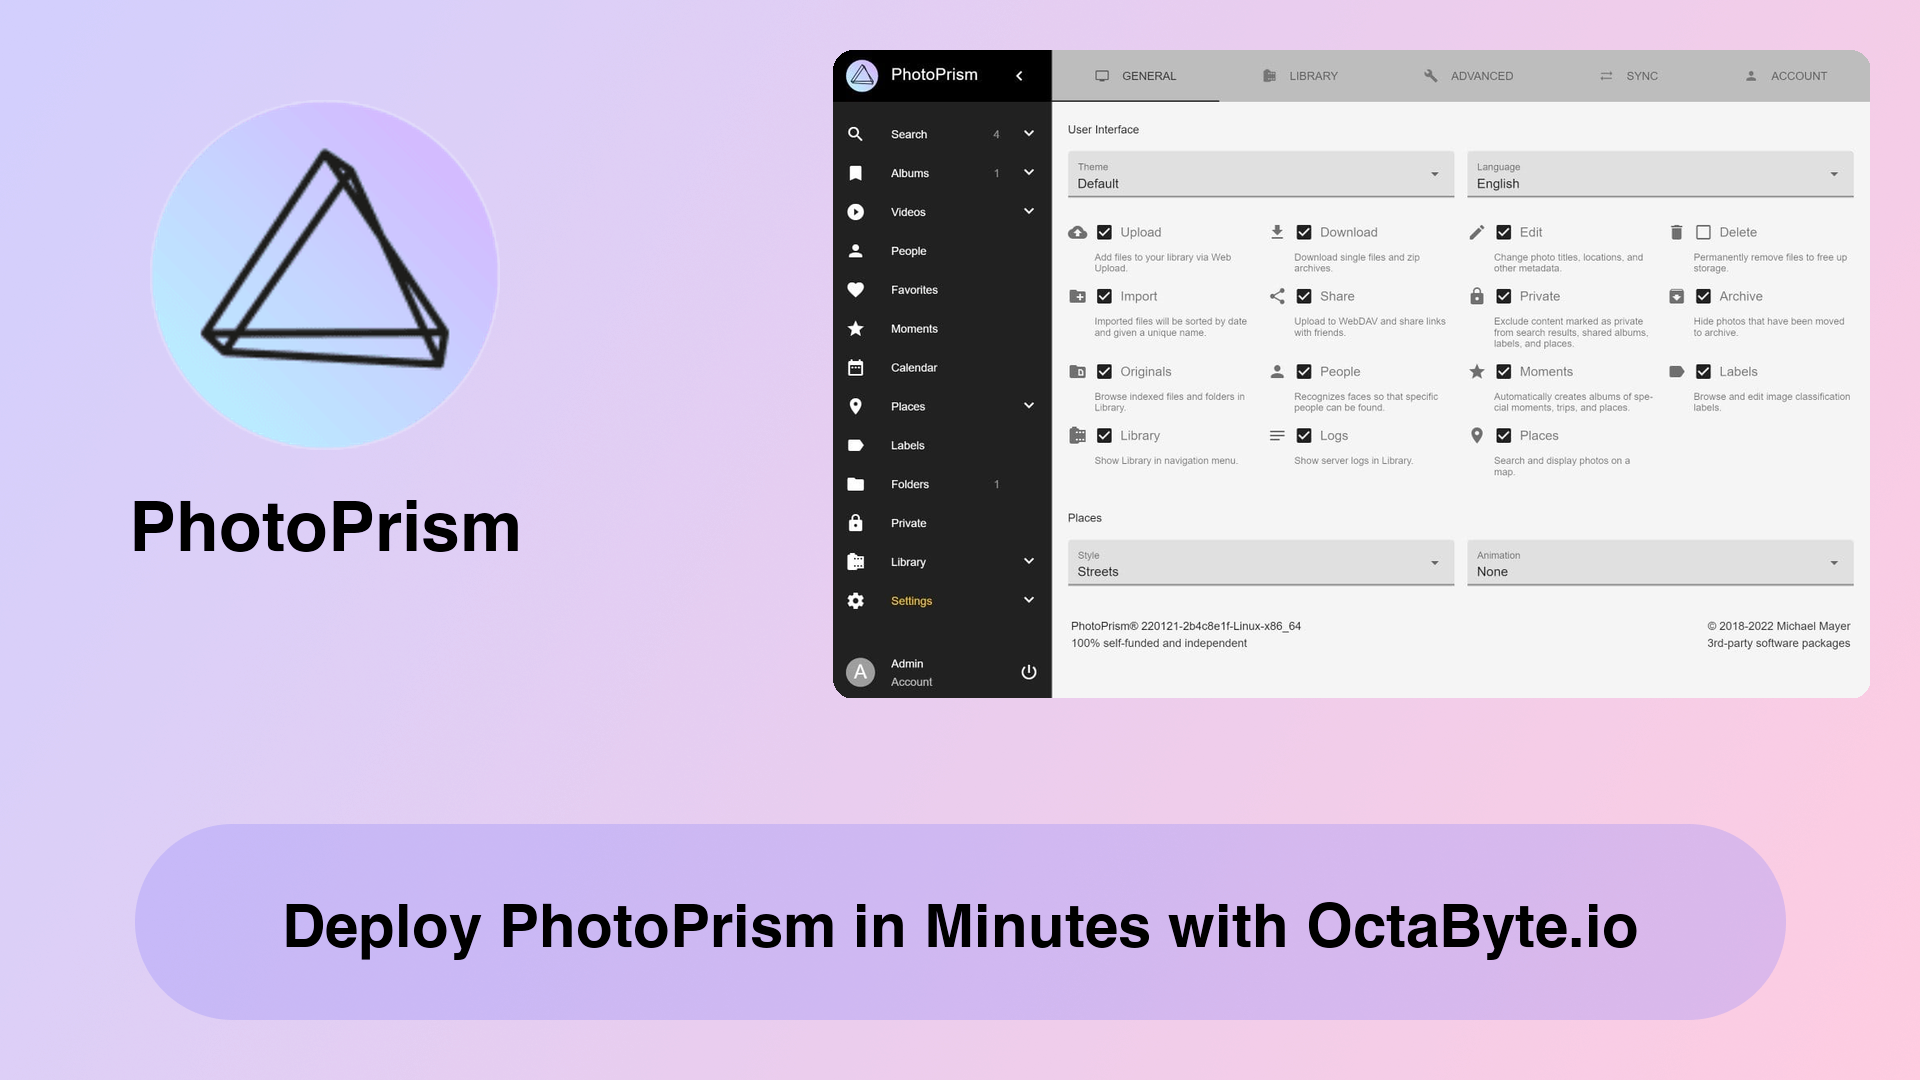 PhotoPrism
PhotoPrism
Search 4
Albums 1
Videos
People
Favorites
Moments
Calendar
Places
Labels
Folders 1
Private
Library
Settings
A
Admin
Account
GENERAL LIBRARY ADVANCED SYNC ACCOUNT
User Interface
Theme
Default
Language
English
Upload
Add files to your library via Web
Upload.
Download
Download single files and zip
archives.
Edit
Change photo titles, locations, and
other metadata.
Delete
Permanently remove files to free up
storage.
Import
Imported files will be sorted by date
and given a unique name.
Share
Upload to WebDAV and share links
with friends.
Private
Exclude content marked as private
from search results, shared albums,
labels, and places.
Archive
Hide photos that have been moved
to archive.
Originals
Browse indexed files and folders in
Library.
People
Recognizes faces so that specific
people can be found.
Moments
Automatically creates albums of spe-
cial moments, trips, and places.
Labels
Browse and edit image classification
labels.
Library
Show Library in navigation menu.
Logs
Show server logs in Library.
Places
Search and display photos on a
map.
Places
Style
Streets
Animation
None
PhotoPrism® 220121-2b4c8e1f-Linux-x86_64
100% self-funded and independent
© 2018-2022 Michael Mayer
3rd-party software packages
Deploy PhotoPrism in Minutes with OctaByte.io